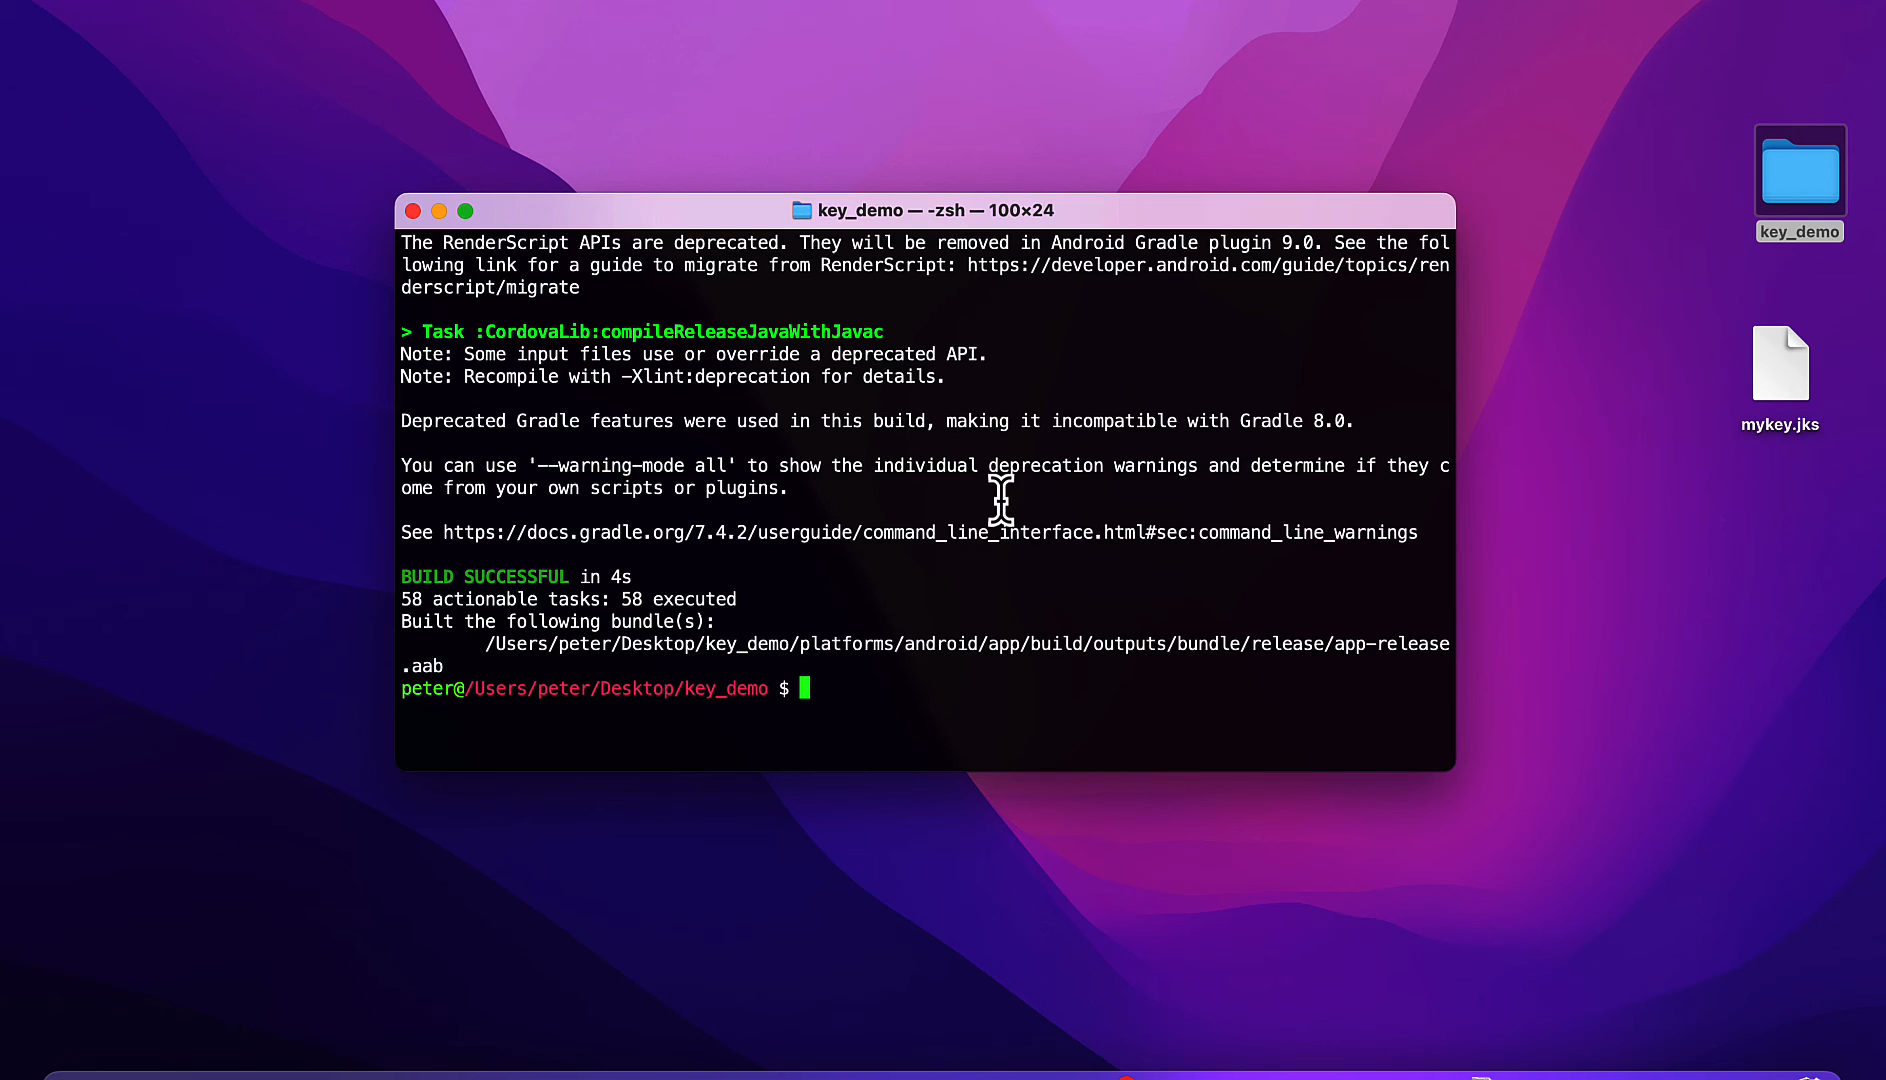 key_demo — -zsh — 100×24
The RenderScript APIs are deprecated. They will be removed in Android Gradle plugin 9.0. See the fol
lowing link for a guide to migrate from RenderScript: https://developer.android.com/guide/topics/ren
derscript/migrate
> Task :CordovaLib:compileReleaseJavaWithJavac
Note: Some input files use or override a deprecated API.
Note: Recompile with -Xlint:deprecation for details.
Deprecated Gradle features were used in this build, making it incompatible with Gradle 8.0.
You can use '--warning-mode all' to show the individual deprecation warnings and determine if they c
ome from your own scripts or plugins.
See https://docs.gradle.org/7.4.2/userguide/command_line_interface.html#sec:command_line_warnings
BUILD SUCCESSFUL in 4s
58 actionable tasks: 58 executed
Built the following bundle(s):
/Users/peter/Desktop/key_demo/platforms/android/app/build/outputs/bundle/release/app-release
.aab
peter@/Users/peter/Desktop/key_demo $
key_demo
mykey.jks